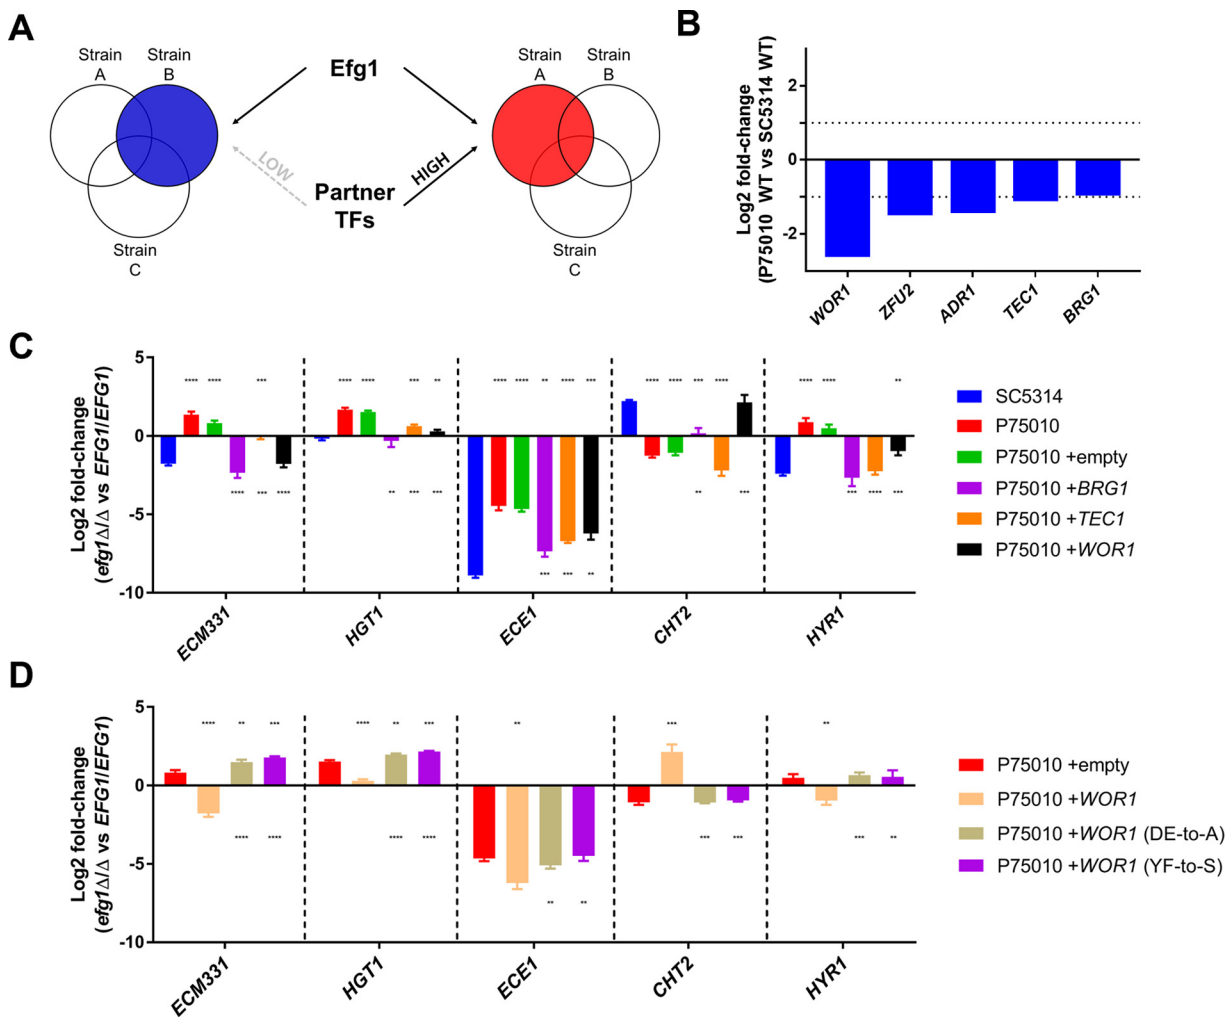 A
Strain
A
Strain
B
Strain
C
Efg1
LOW
HIGH
Partner
TFs
Strain
A
Strain
B
Strain
C
B
Log2 fold-change
(P75010 WT vs SC5314 WT)
2
0
-2
WOR1
ZFU2
ADR1
TEC1
BRG1
C
Log2 fold-change
(efg1Δ/Δ vs EFG1/EFG1)
5
0
-5
-10
**** **** *** **** **** *** ** **** **** ** **** *** **** **** *** **** **** **** **
**** *** **** ** *** *** *** *** ** ** *** *** **** ***
ECM331
HGT1
ECE1
CHT2
HYR1
SC5314
P75010
P75010 +empty
P75010 +BRG1
P75010 +TEC1
P75010 +WOR1
D
Log2 fold-change
(efg1Δ/Δ vs EFG1/EFG1)
5
0
-5
-10
**** ** *** **** ** *** ** *** **
**** **** **** **** *** *** *** **
** **
ECM331
HGT1
ECE1
CHT2
HYR1
P75010 +empty
P75010 +WOR1
P75010 +WOR1 (DE-to-A)
P75010 +WOR1 (YF-to-S)